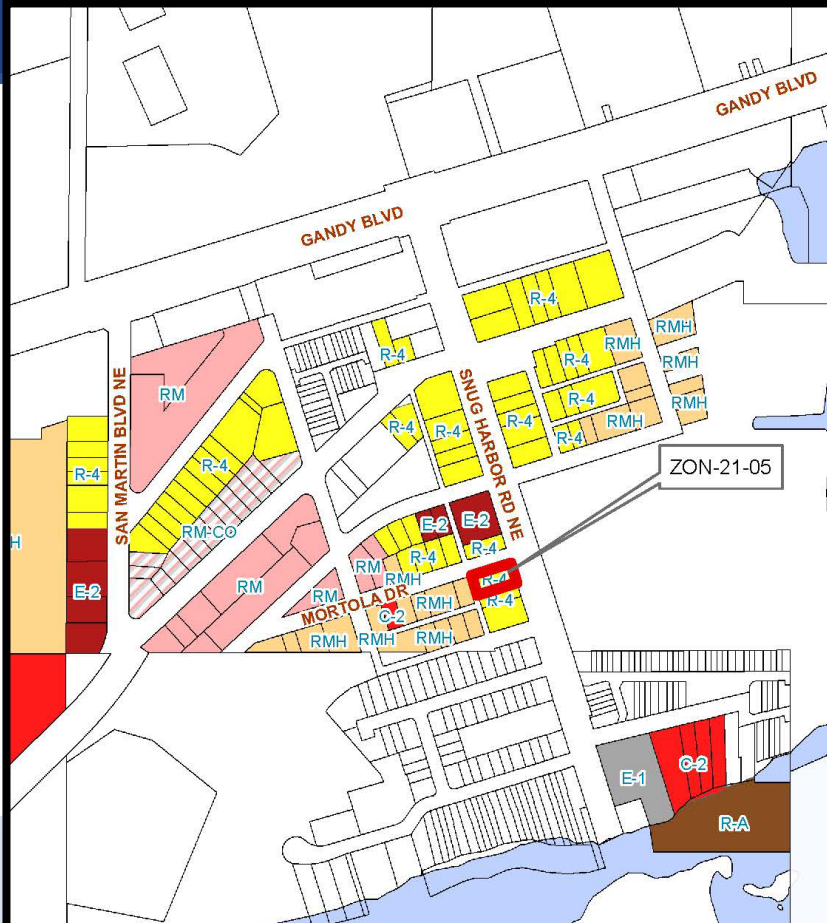 GANDY BLVD
GANDY BLVD
R-4
RMH
R-4
RMH
R-4
RMH
RM
SAN MARTIN BLVD NE
SNUG HARBOR RD NE
R-4
R-4
R-4
R-4
RMH
RMH
R-4
R-4
R-4
ZON-21-05
RM-CO
E-2
E-2
H
R-4
R-4
RM
RMH
R-4
E-2
RM
RM
RMH
R-4
MORTOLA DR
C-2
RMH
RMH
RMH
E-1
C-2
R-A